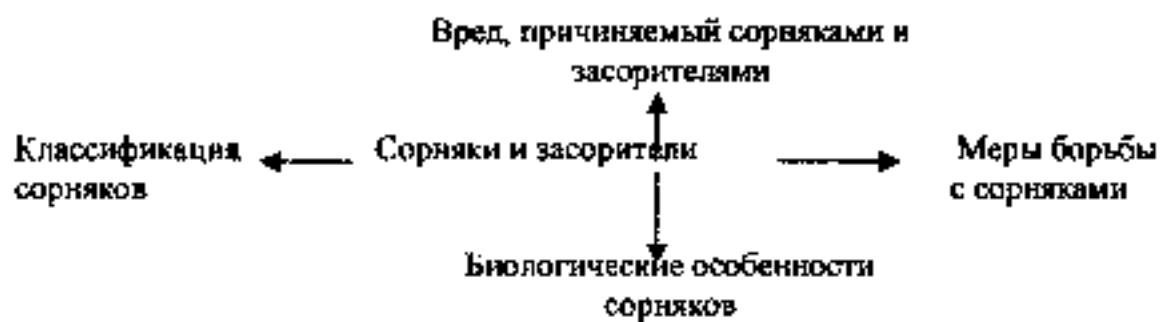 Вред, причиняемый сорняками и
засорителями
Классификация
сорняков
Сорняки и засорители
Меры борьбы
с сорняками
Биологические особенности
сорняков